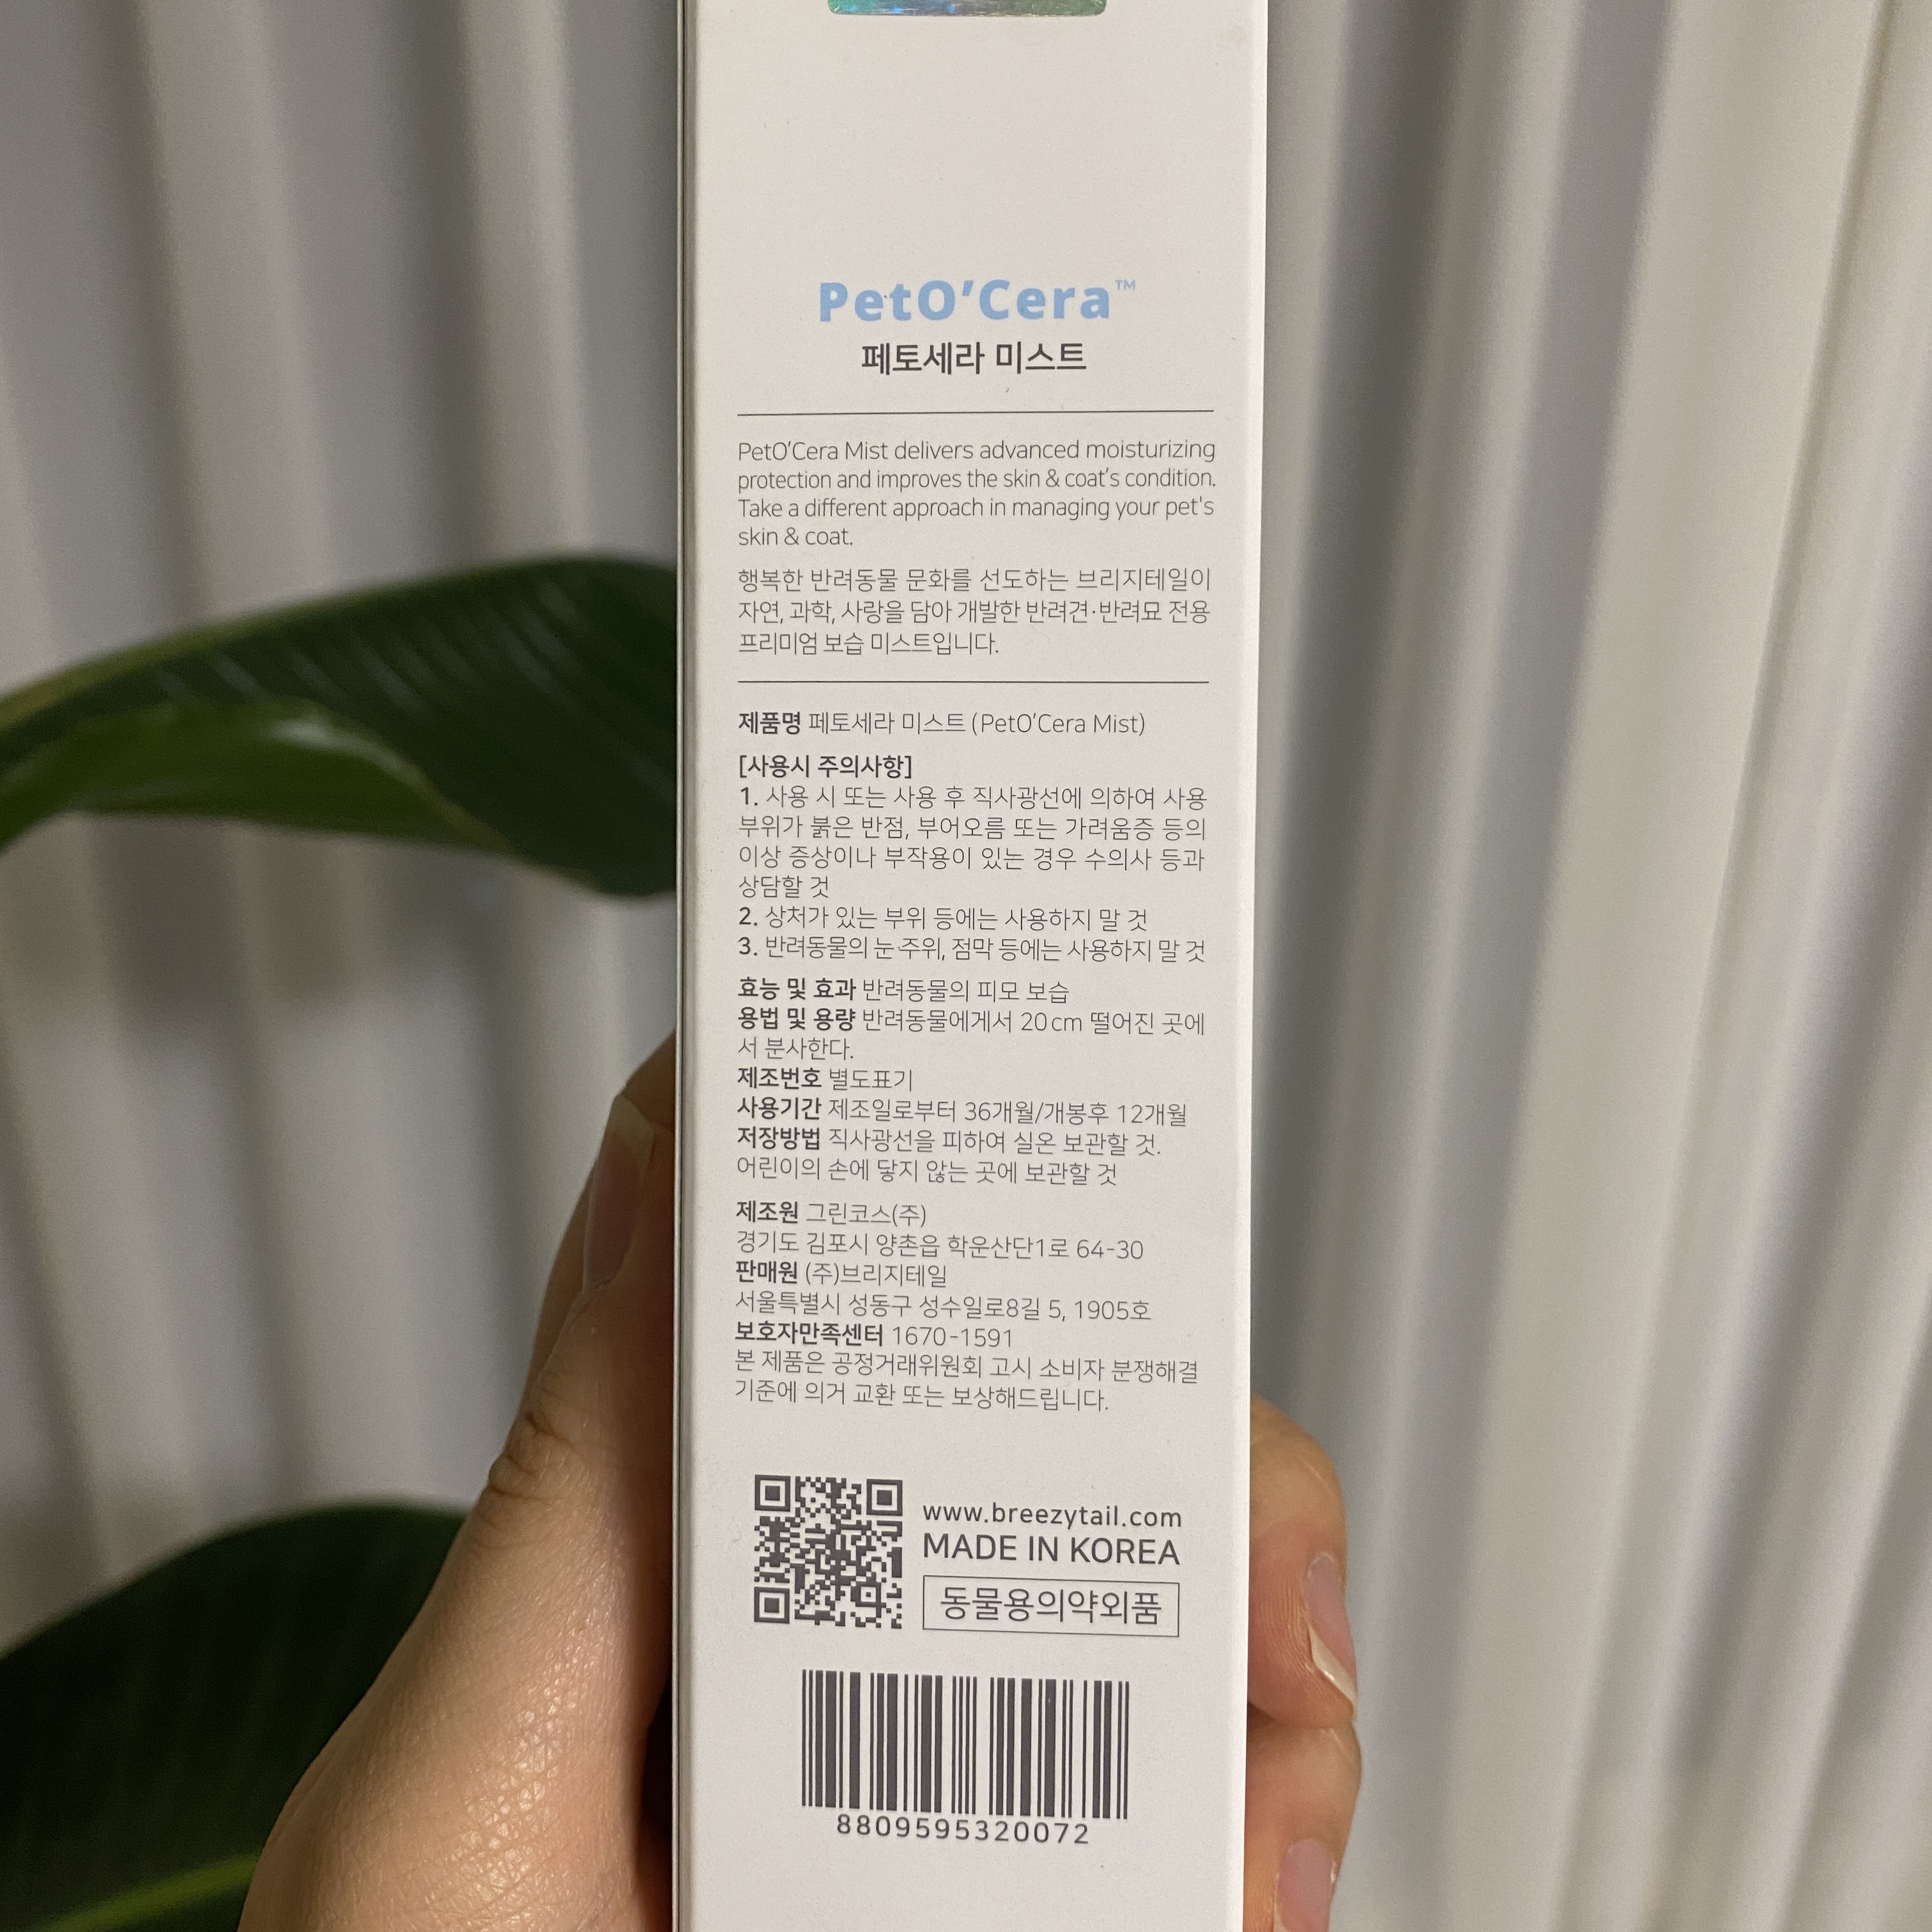 PetO’Cera™
페토세라 미스트
PetO’Cera Mist delivers advanced moisturizing
protection and improves the skin & coat’s condition.
Take a different approach in managing your pet's
skin & coat.
행복한 반려동물 문화를 선도하는 브리지테일이
자연, 과학, 사랑을 담아 개발한 반려견·반려묘 전용
프리미엄 보습 미스트입니다.
제품명 페토세라 미스트 (PetO’Cera Mist)
[사용시 주의사항]
1. 사용 시 또는 사용 후 직사광선에 의하여 사용
부위가 붉은 반점, 부어오름 또는 가려움증 등의
이상 증상이나 부작용이 있는 경우 수의사 등과
상담할 것
2. 상처가 있는 부위 등에는 사용하지 말 것
3. 반려동물의 눈 주위, 점막 등에는 사용하지 말 것
효능 및 효과 반려동물의 피모 보습
용법 및 용량 반려동물에게서 20cm 떨어진 곳에
서 분사한다.
제조번호 별도표기
사용기간 제조일로부터 36개월/개봉후 12개월
저장방법 직사광선을 피하여 실온 보관할 것.
어린이의 손에 닿지 않는 곳에 보관할 것
제조원 그린코스(주)
경기도 김포시 양촌읍 학운산단1로 64-30
판매원 (주)브리지테일
서울특별시 성동구 성수일로8길 5, 1905호
보호자만족센터 1670-1591
본 제품은 공정거래위원회 고시 소비자 분쟁해결
기준에 의거 교환 또는 보상해드립니다.
www.breezytail.com
MADE IN KOREA
동물용의약외품
8809595320072